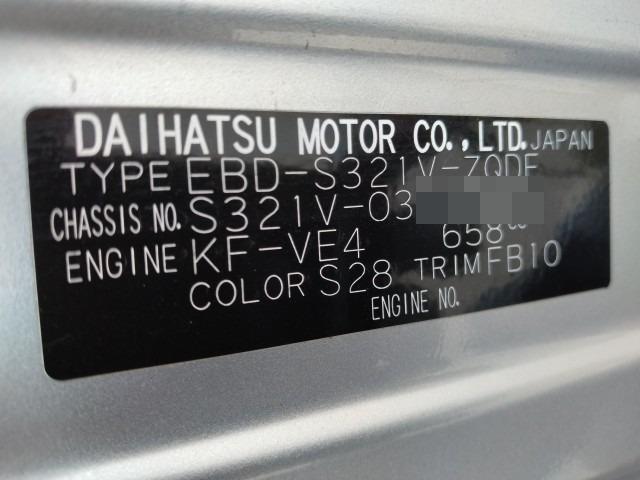 DAIHATSU MOTOR CO.,LTD. JAPAN
TYPE EBD-S321V-ZQDF
CHASSIS NO. S321V-03
ENGINE KF-VE4 658cc
COLOR S28 TRIM FB10
ENGINE NO.